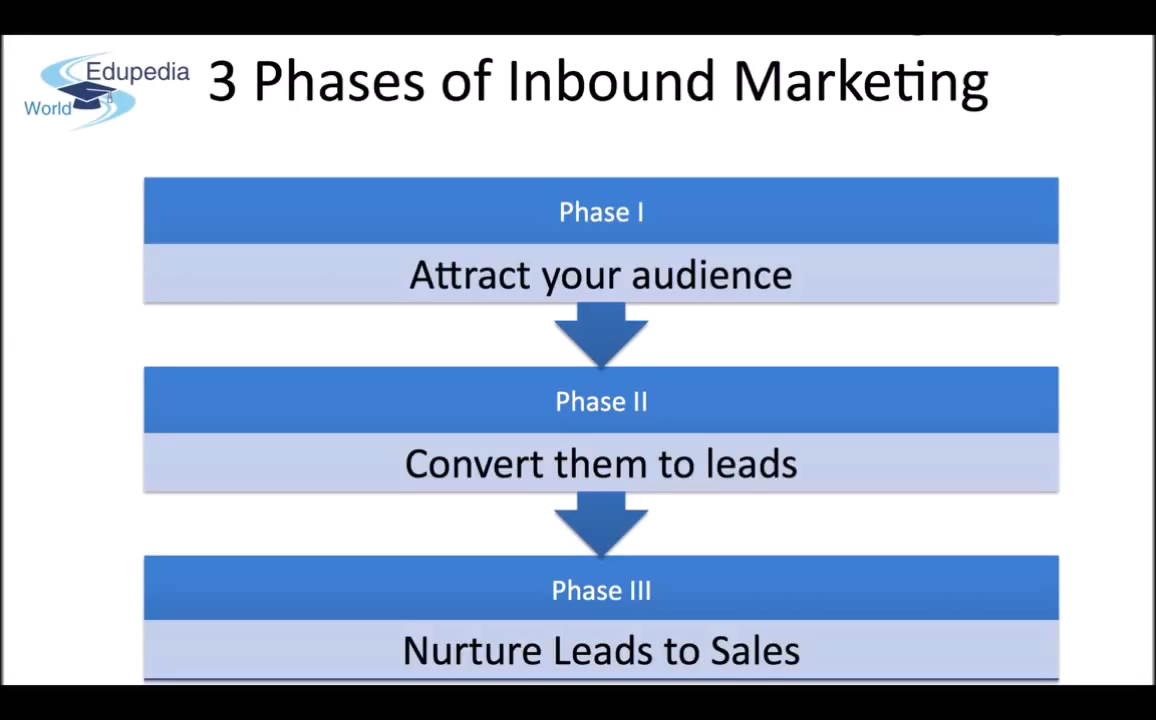 Edupedia
World
3 Phases of Inbound Marketing
Phase I
Attract your audience
Phase II
Convert them to leads
Phase III
Nurture Leads to Sales